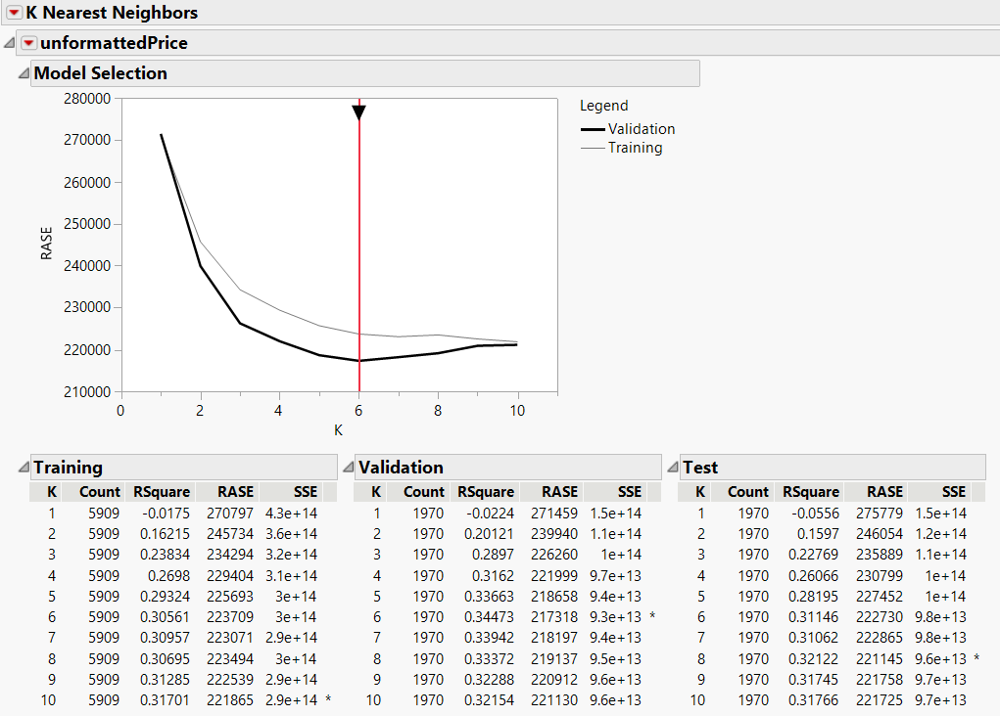 K Nearest Neighbors
unformattedPrice
Model Selection
280000
270000
260000
250000
240000
230000
220000
210000
RASE
0 2 4 6 8 10
K
Legend
Validation
Training
Training
K Count RSquare RASE SSE
1 5909 -0.0175 270797 4.3e+14
2 5909 0.16215 245734 3.6e+14
3 5909 0.23834 234294 3.2e+14
4 5909 0.2698 229404 3.1e+14
5 5909 0.29324 225693 3e+14
6 5909 0.30561 223709 3e+14
7 5909 0.30957 223071 2.9e+14
8 5909 0.30695 223494 3e+14
9 5909 0.31285 222539 2.9e+14
10 5909 0.31701 221865 2.9e+14 *
Validation
K Count RSquare RASE SSE
1 1970 -0.0224 271459 1.5e+14
2 1970 0.20121 239940 1.1e+14
3 1970 0.2897 226260 1e+14
4 1970 0.3162 221999 9.7e+13
5 1970 0.33663 218658 9.4e+13
6 1970 0.34473 217318 9.3e+13 *
7 1970 0.33942 218197 9.4e+13
8 1970 0.33372 219137 9.5e+13
9 1970 0.32288 220912 9.6e+13
10 1970 0.32154 221130 9.6e+13
Test
K Count RSquare RASE SSE
1 1970 -0.0556 275779 1.5e+14
2 1970 0.1597 246054 1.2e+14
3 1970 0.22769 235889 1.1e+14
4 1970 0.26066 230799 1e+14
5 1970 0.28195 227452 1e+14
6 1970 0.31146 222730 9.8e+13
7 1970 0.31062 222865 9.8e+13
8 1970 0.32122 221145 9.6e+13 *
9 1970 0.31745 221758 9.7e+13
10 1970 0.31766 221725 9.7e+13